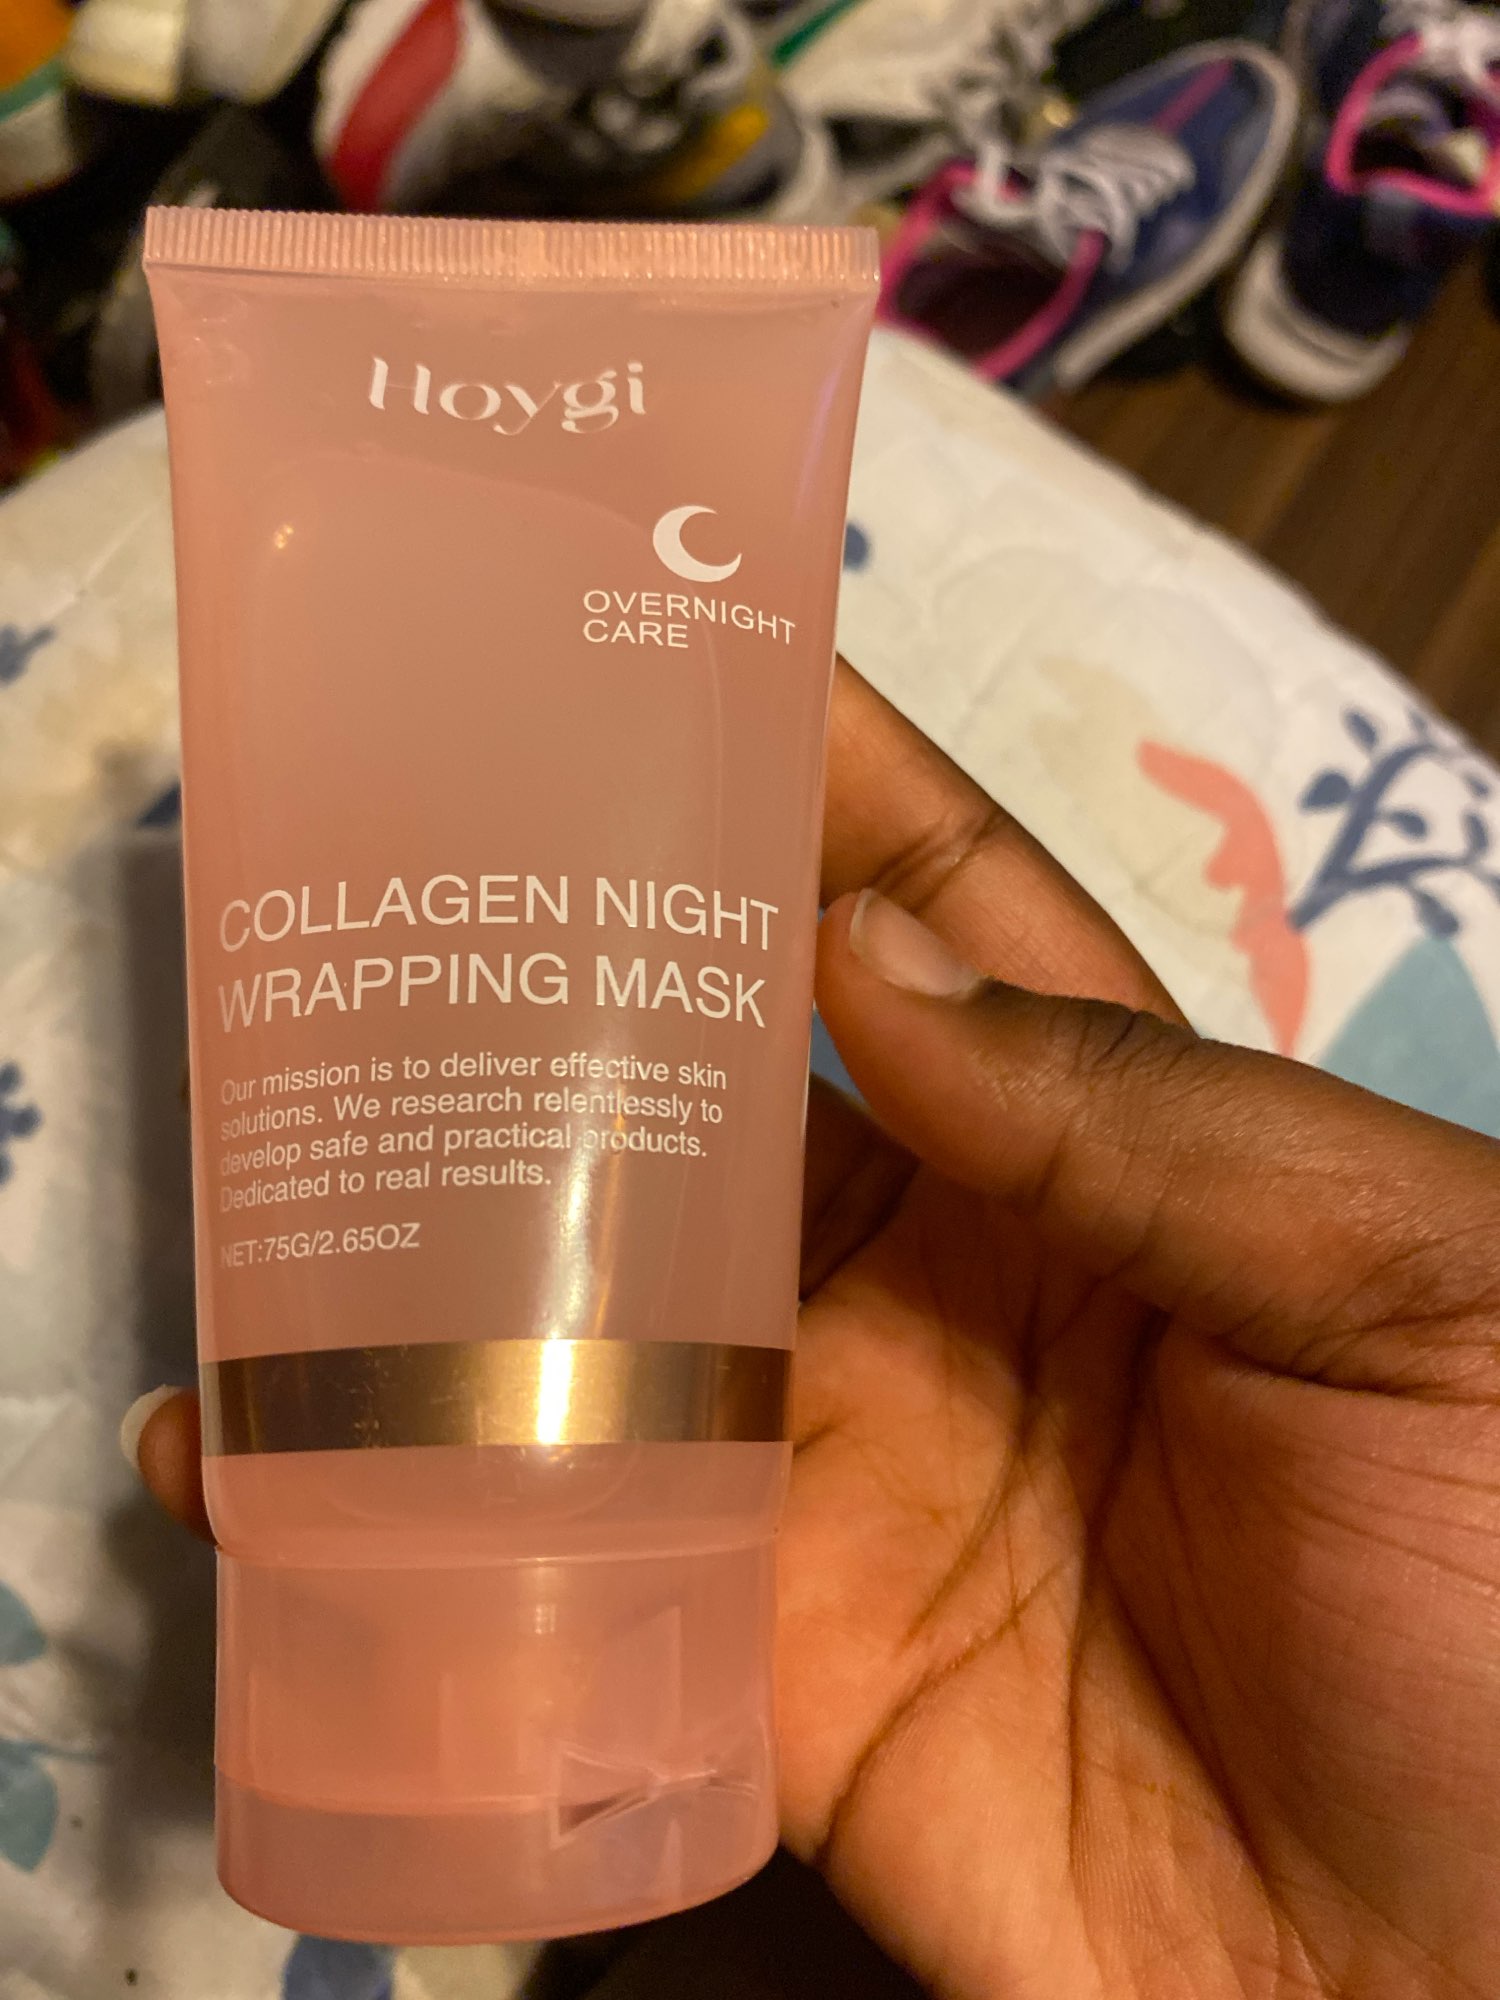 Hoygi
OVERNIGHT
CARE
COLLAGEN NIGHT
WRAPPING MASK
Our mission is to deliver effective skin
solutions. We research relentlessly to
develop safe and practical products.
Dedicated to real results.
NET:75G/2.65OZ